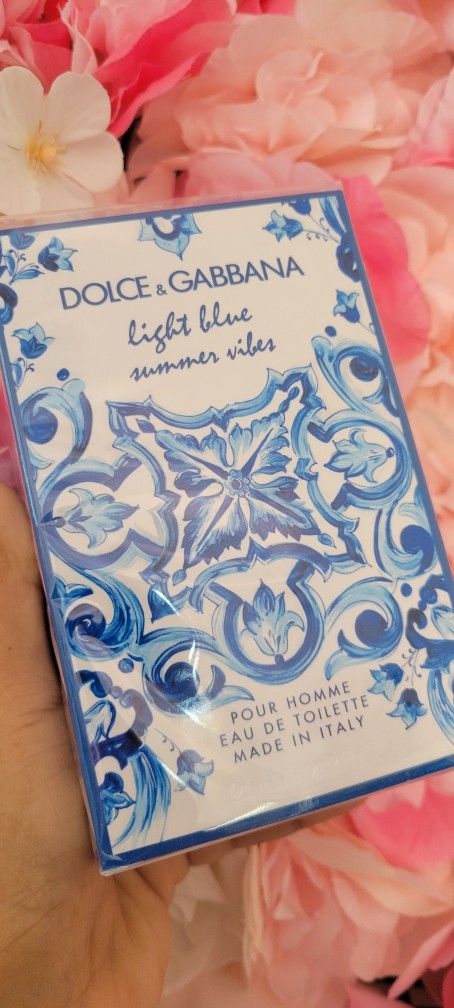 DOLCE & GABBANA
light blue
summer vibes
POUR HOMME
EAU DE TOILETTE
MADE IN ITALY